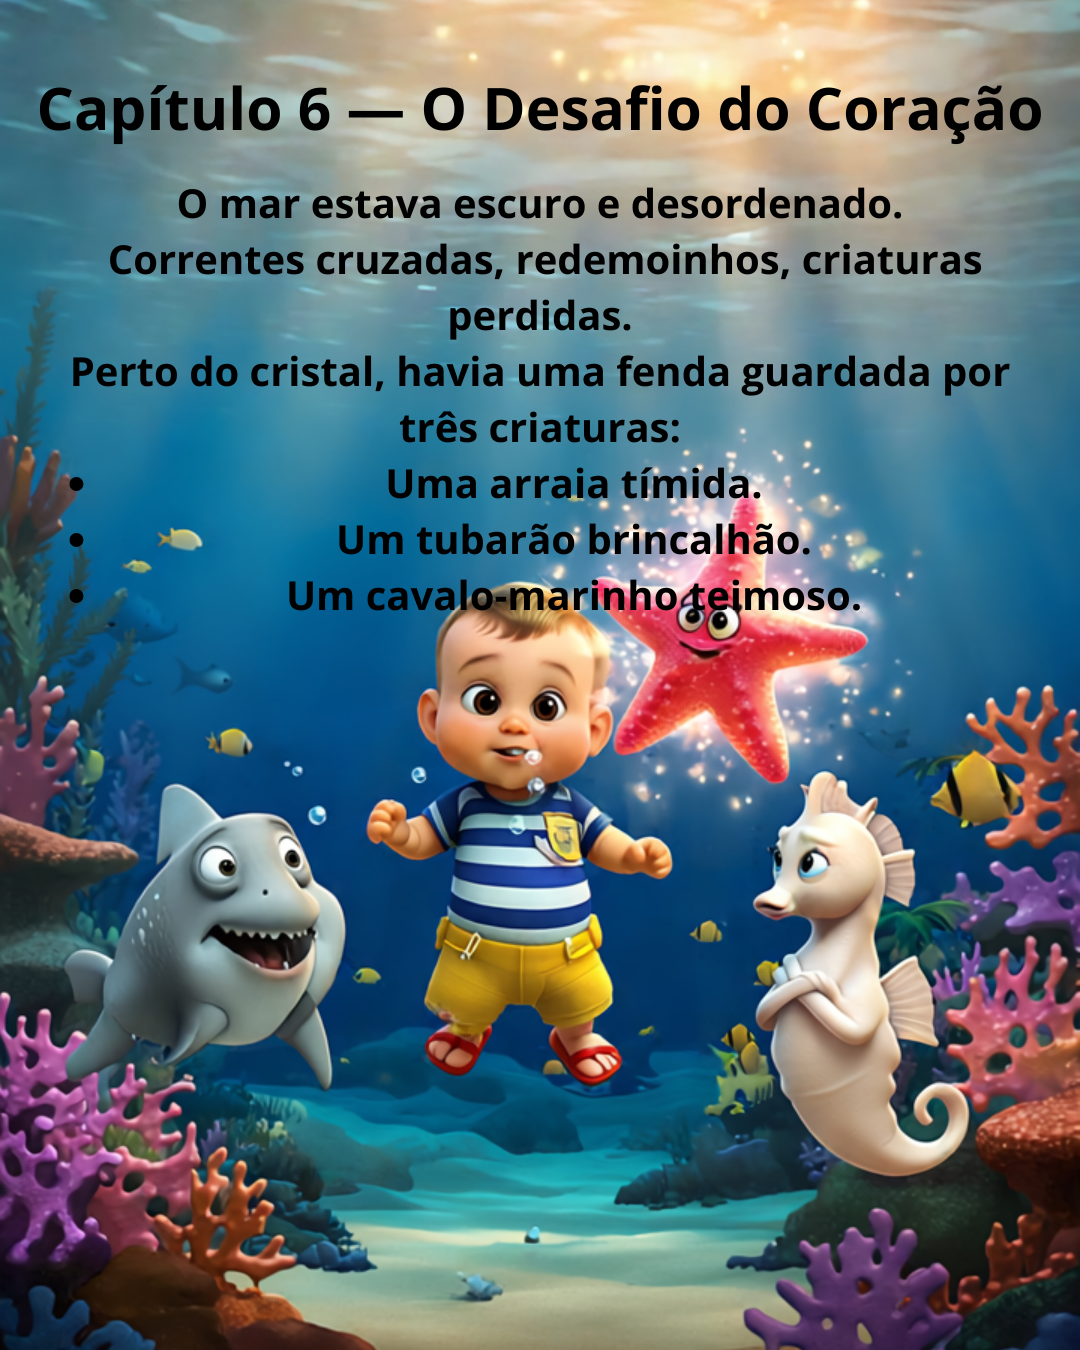 Capítulo 6 — O Desafio do Coração
O mar estava escuro e desordenado.
Correntes cruzadas, redemoinhos, criaturas
perdidas.
Perto do cristal, havia uma fenda guardada por
três criaturas:
• Uma arraia tímida.
• Um tubarão brincalhão.
• Um cavalo-marinho teimoso.